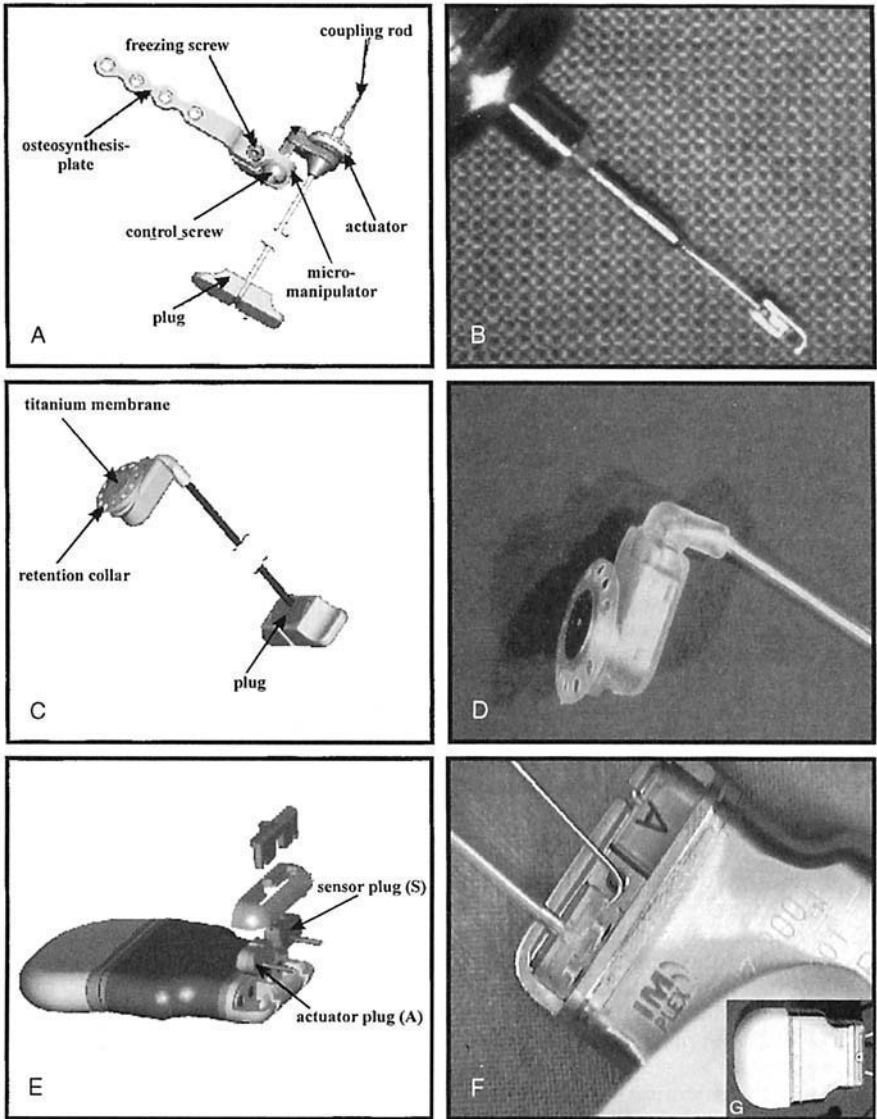 coupling rod
freezing screw
osteosynthesis-
plate
control screw
actuator
micro-
manipulator
plug
A
B
titanium membrane
retention collar
plug
C
D
sensor plug (S)
actuator plug (A)
E
A
IM
PLEX
F
G